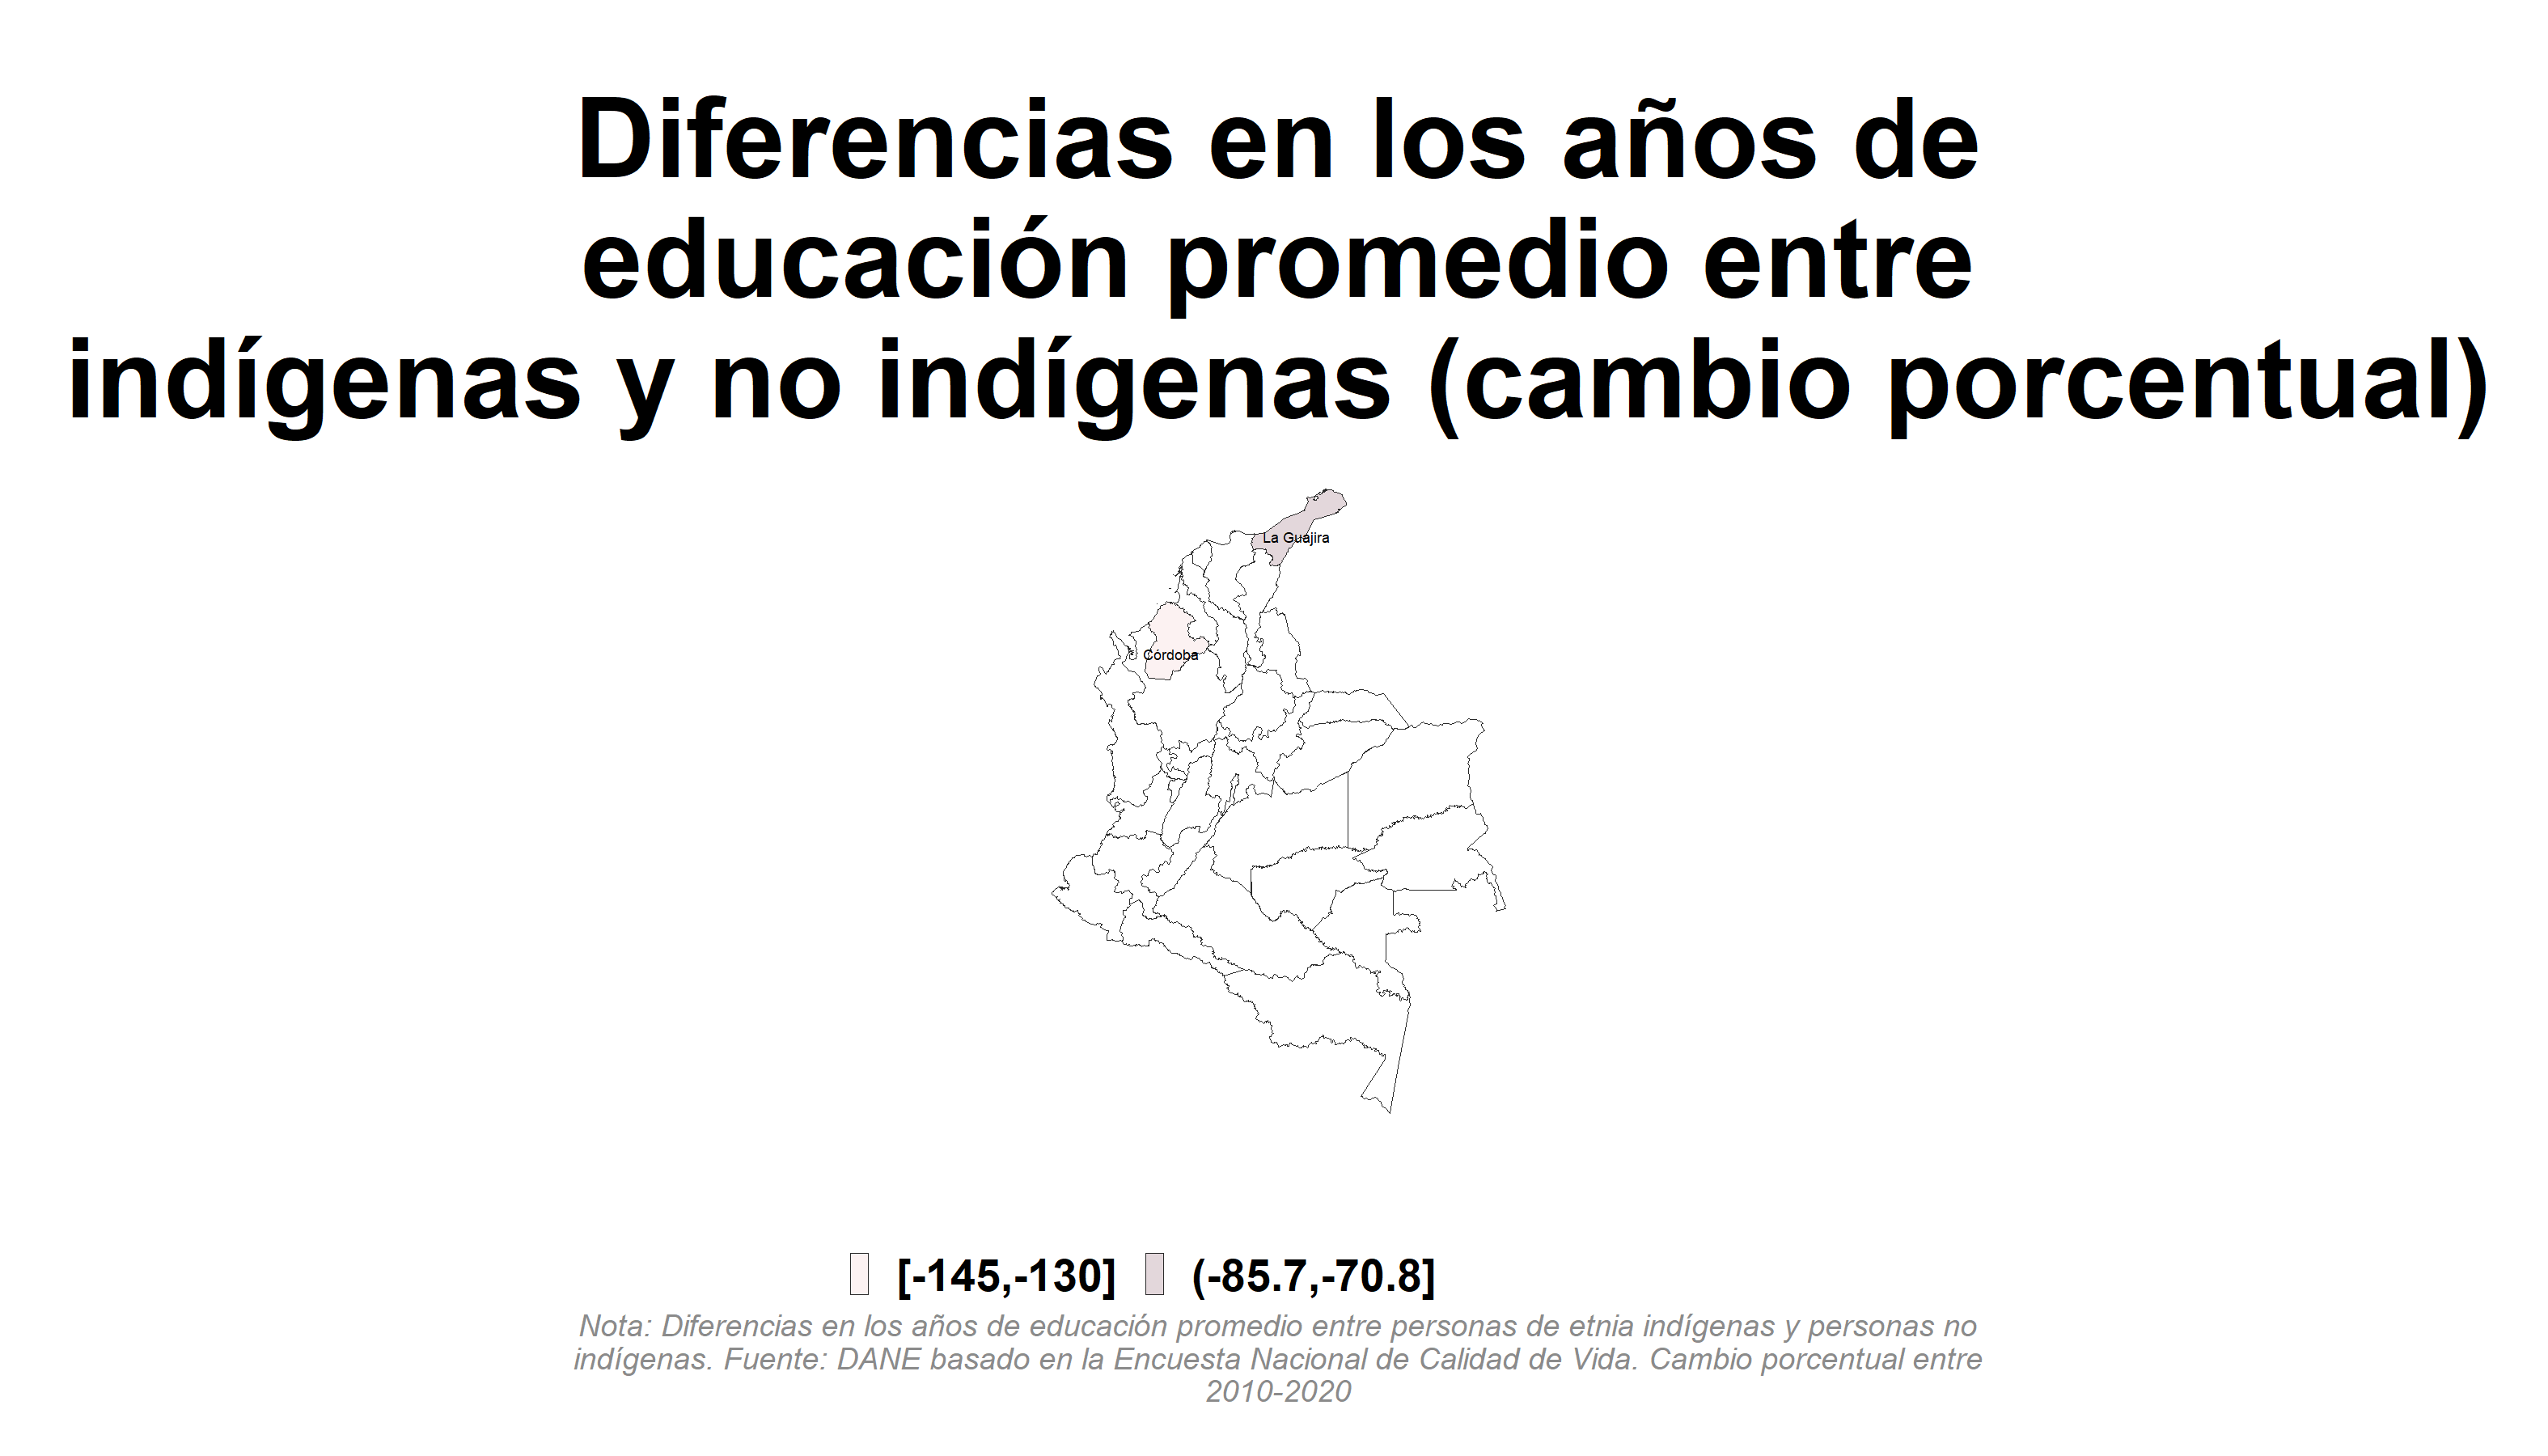 Diferencias en los años de
educación promedio entre
indígenas y no indígenas (cambio porcentual)
La Guajira
Córdoba
[-145,-130] (-85.7,-70.8]
Nota: Diferencias en los años de educación promedio entre personas de etnia indígenas y personas no
indígenas. Fuente: DANE basado en la Encuesta Nacional de Calidad de Vida. Cambio porcentual entre
2010-2020